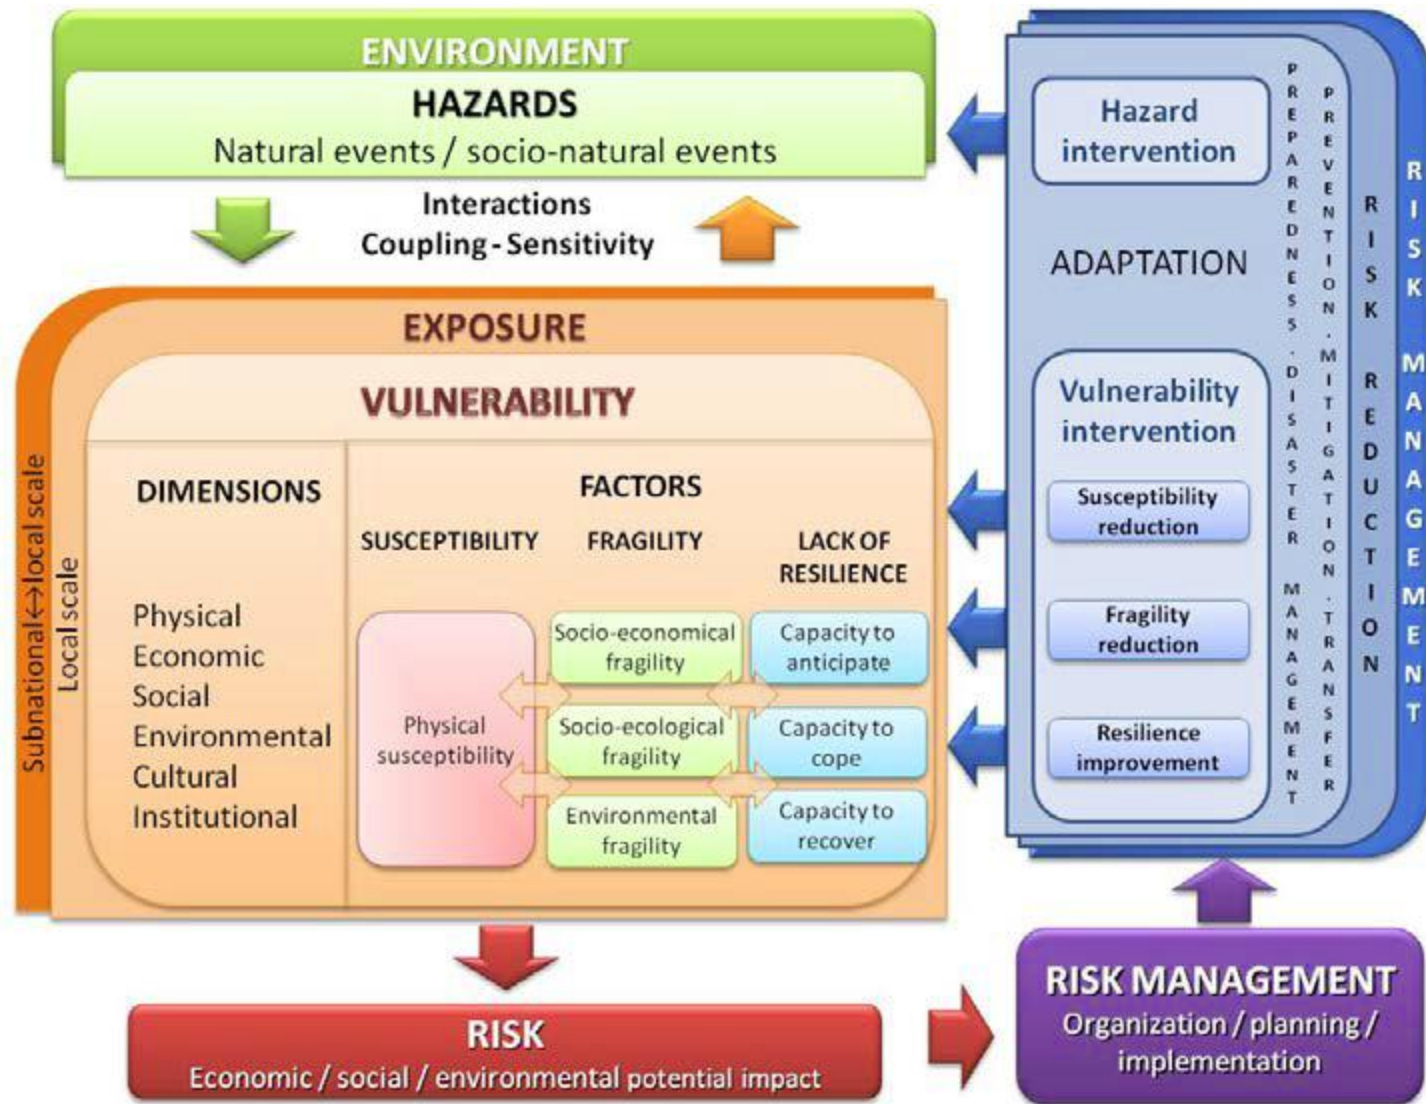 ENVIRONMENT
HAZARDS
Natural events / socio-natural events
Interactions
Coupling - Sensitivity
EXPOSURE
VULNERABILITY
Subnational↔local scale
Local scale
DIMENSIONS
Physical
Economic
Social
Environmental
Cultural
Institutional
FACTORS
SUSCEPTIBILITY
FRAGILITY
LACK OF
RESILIENCE
Physical
susceptibility
Socio-economical
fragility
Socio-ecological
fragility
Environmental
fragility
Capacity to
anticipate
Capacity to
cope
Capacity to
recover
Hazard
intervention
ADAPTATION
Vulnerability
intervention
Susceptibility
reduction
Fragility
reduction
Resilience
improvement
PREPAREDNESS. DISASTER MANAGEMENT
PREVENTION. MITIGATION. TRANSFER
RISK REDUCTION
RISK MANAGEMENT
RISK
Economic / social / environmental potential impact
RISK MANAGEMENT
Organization / planning /
implementation